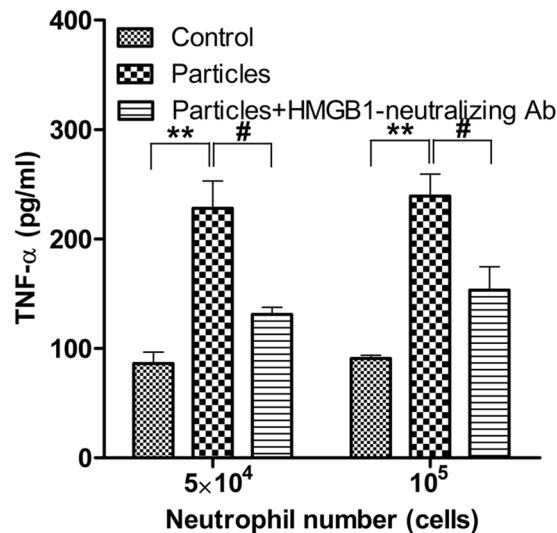 400
300
200
100
0
TNF-α (pg/ml)
Control
Particles
Particles+HMGB1-neutralizing Ab
** # ** #
5×10⁴ 10⁵
Neutrophil number (cells)